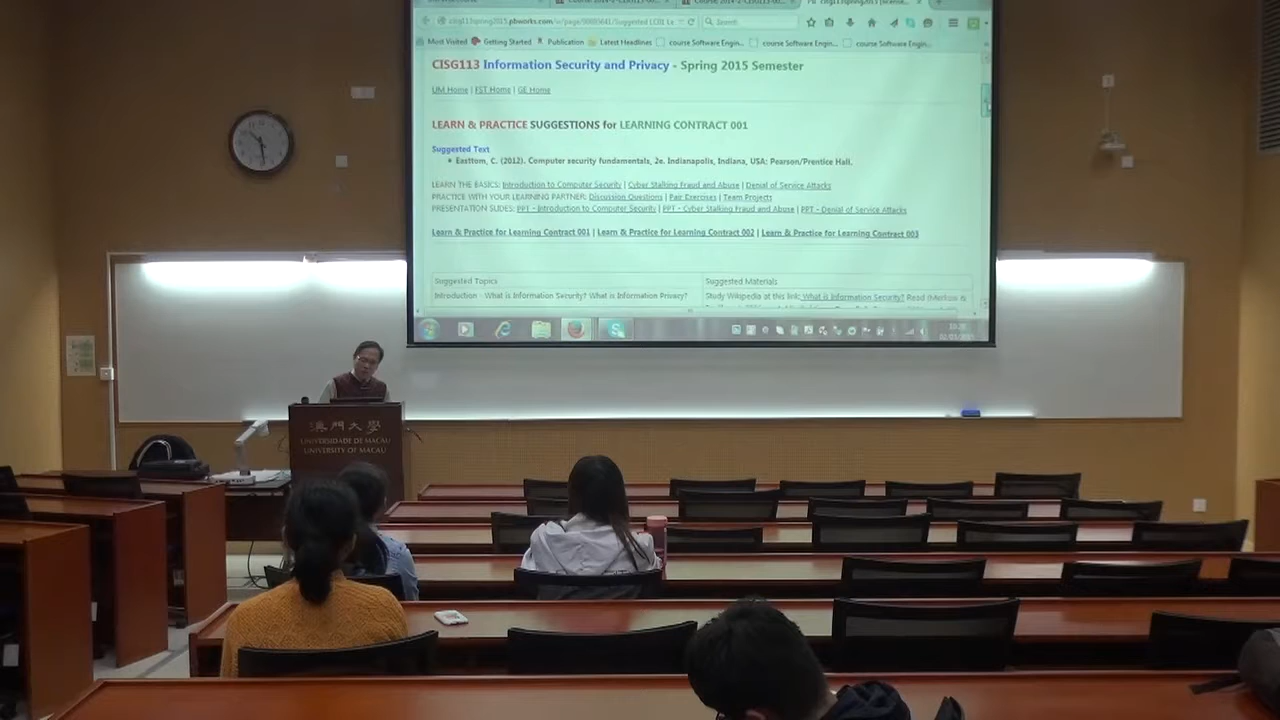 cisg113spring2015.pbworks.com/w/page/
Search
Most Visited Getting Started Publication Latest Headlines course Software Engin... course Software Engin... course Software Engin...
CISG113 Information Security and Privacy - Spring 2015 Semester
UM Home | FST Home | GE Home
LEARN & PRACTICE SUGGESTIONS for LEARNING CONTRACT 001
Suggested Text
Easttom, C. (2012). Computer security fundamentals, 2e. Indianapolis, Indiana, USA: Pearson/Prentice Hall.
LEARN THE BASICS: Introduction to Computer Security | Cyber Stalking Fraud and Abuse | Denial of Service Attacks
PRACTICE WITH YOUR LEARNING PARTNER: Discussion Questions | Pair Exercises | Team Projects
PRESENTATION SLIDES: PPT - Introduction to Computer Security | PPT - Cyber Stalking Fraud and Abuse | PPT - Denial of Service Attacks
Learn & Practice for Learning Contract 001 | Learn & Practice for Learning Contract 002 | Learn & Practice for Learning Contract 003
Suggested Topics Suggested Materials
Introduction - What is Information Security? What is Information Privacy? Study Wikipedia at this link: What is Information Security? Read (Merkow &
澳門大學
UNIVERSIDADE DE MACAU
UNIVERSITY OF MACAU